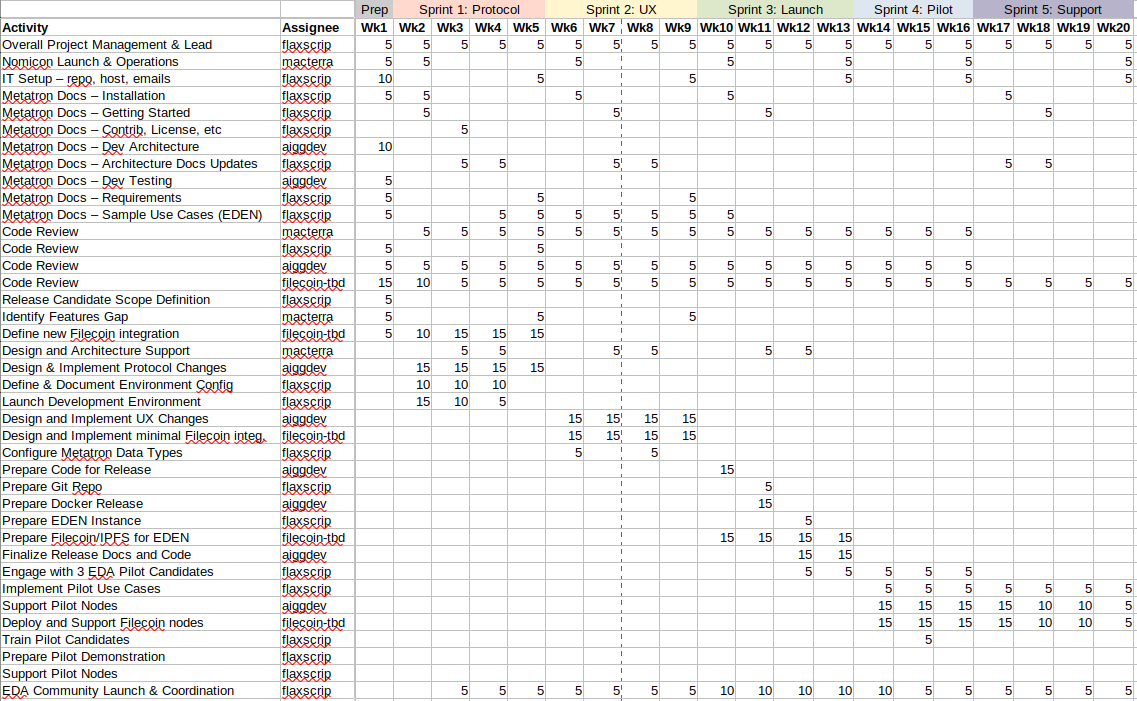 Prep Sprint 1: Protocol Sprint 2: UX Sprint 3: Launch Sprint 4: Pilot Sprint 5: Support
Activity Assignee Wk1 Wk2 Wk3 Wk4 Wk5 Wk6 Wk7 Wk8 Wk9 Wk10 Wk11 Wk12 Wk13 Wk14 Wk15 Wk16 Wk17 Wk18 Wk19 Wk20
Overall Project Management & Lead flaxscrip 5 5 5 5 5 5 5 5 5 5 5 5 5 5 5 5 5 5 5 5
Nomicon Launch & Operations macterra 5 5 5 5 5 5
IT Setup – repo, host, emails flaxscrip 10 5 5 5 5 5
Metatron Docs – Installation flaxscrip 5 5 5 5 5
Metatron Docs – Getting Started flaxscrip 5 5 5 5
Metatron Docs – Contrib, License, etc flaxscrip 5
Metatron Docs – Dev Architecture aiggdev 10
Metatron Docs – Architecture Docs Updates flaxscrip 5 5 5 5 5 5
Metatron Docs – Dev Testing aiggdev 5
Metatron Docs – Requirements flaxscrip 5 5 5
Metatron Docs – Sample Use Cases (EDEN) flaxscrip 5 5 5 5 5 5 5 5
Code Review macterra 5 5 5 5 5 5 5 5 5 5 5 5 5 5 5
Code Review flaxscrip 5 5
Code Review aiggdev 5 5 5 5 5 5 5 5 5 5 5 5 5 5 5 5
Code Review filecoin-tbd 15 10 5 5 5 5 5 5 5 5 5 5 5 5 5 5 5 5 5 5
Release Candidate Scope Definition flaxscrip 5
Identify Features Gap macterra 5 5 5
Define new Filecoin integration filecoin-tbd 5 10 15 15 15
Design and Architecture Support macterra 5 5 5 5 5 5
Design & Implement Protocol Changes aiggdev 15 15 15 15
Define & Document Environment Config flaxscrip 10 10 10
Launch Development Environment flaxscrip 15 10 5
Design and Implement UX Changes aiggdev 15 15 15 15
Design and Implement minimal Filecoin integ. filecoin-tbd 15 15 15 15
Configure Metatron Data Types flaxscrip 5 5
Prepare Code for Release aiggdev 15
Prepare Git Repo flaxscrip 5
Prepare Docker Release aiggdev 15
Prepare EDEN Instance flaxscrip 5
Prepare Filecoin/IPFS for EDEN filecoin-tbd 15 15 15 15
Finalize Release Docs and Code aiggdev 15 15
Engage with 3 EDA Pilot Candidates flaxscrip 5 5 5 5 5
Implement Pilot Use Cases flaxscrip 5 5 5 5 5 5 5
Support Pilot Nodes aiggdev 15 15 15 15 10 10 5
Deploy and Support Filecoin nodes filecoin-tbd 15 15 15 15 10 10 5
Train Pilot Candidates flaxscrip 5
Prepare Pilot Demonstration flaxscrip
Support Pilot Nodes flaxscrip
EDA Community Launch & Coordination flaxscrip 5 5 5 5 5 5 5 10 10 10 10 10 5 5 5 5 5 5